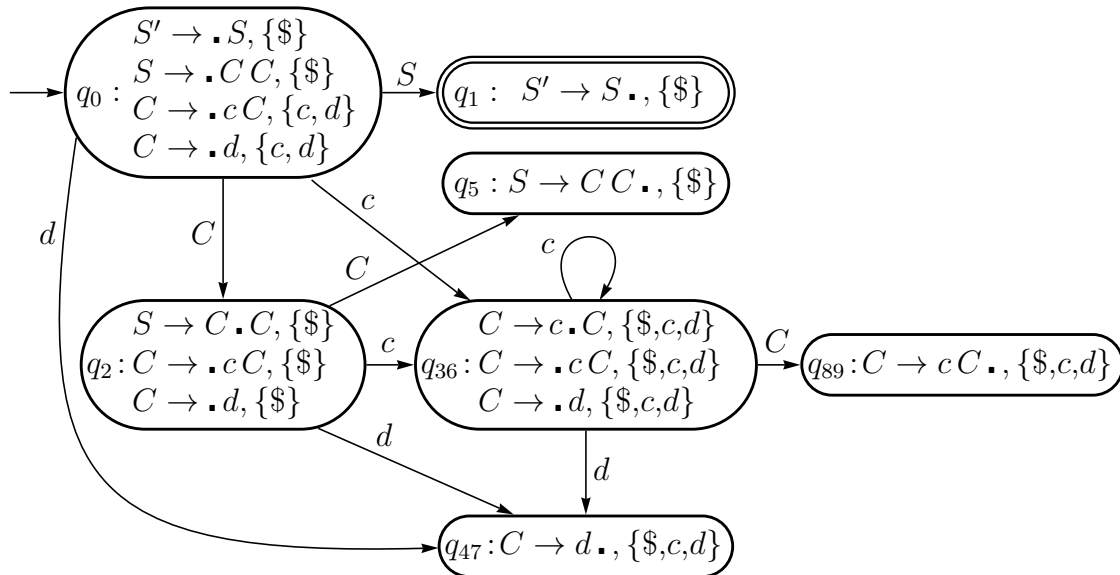 S′ → . S, {$}
S → . C C, {$}
q0 : C → . c C, {c, d}
C → . d, {c, d}
S
q1 : S′ → S . , {$}
q5 : S → C C . , {$}
c
d
C
C
c
S → C . C, {$}
q2 : C → . c C, {$}
C → . d, {$}
c
C → c . C, {$,c,d}
q36 : C → . c C, {$,c,d}
C → . d, {$,c,d}
C
q89 : C → c C . , {$,c,d}
d
d
q47 : C → d . , {$,c,d}